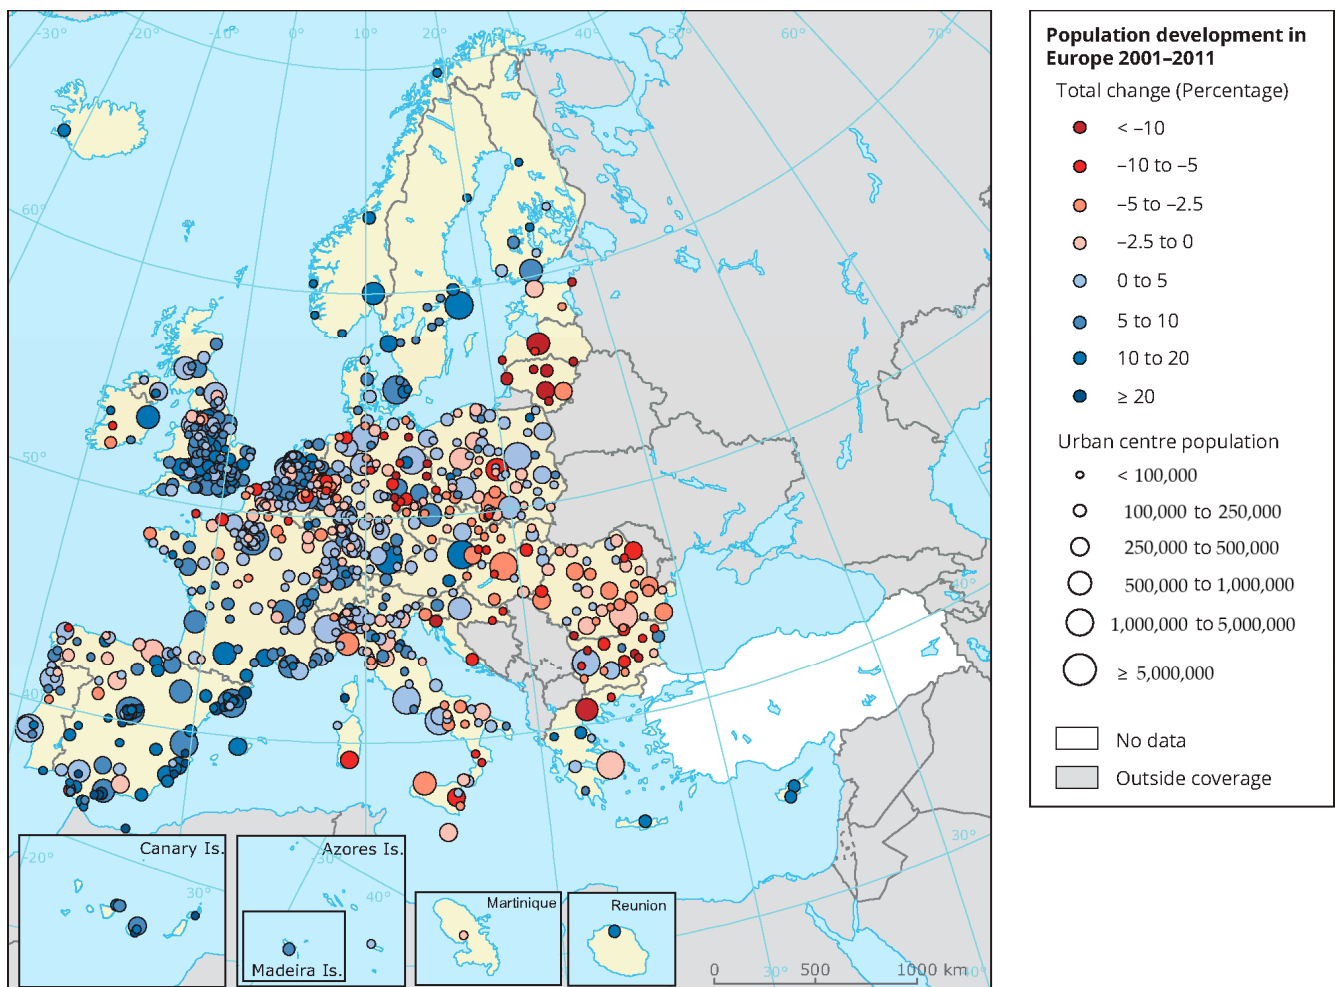 -30°
-20°
-10°
0°
10°
20°
30°
40°
50°
60°
70°
60°
50°
40°
50°
40°
30°
Canary Is.
-20°
30°
Azores Is.
-30°
40°
Madeira Is.
Martinique
Reunion
0 500 1000 km
30°
40°
Population development in
Europe 2001–2011
Total change (Percentage)
< –10
–10 to –5
–5 to –2.5
–2.5 to 0
0 to 5
5 to 10
10 to 20
≥ 20
Urban centre population
< 100,000
100,000 to 250,000
250,000 to 500,000
500,000 to 1,000,000
1,000,000 to 5,000,000
≥ 5,000,000
No data
Outside coverage